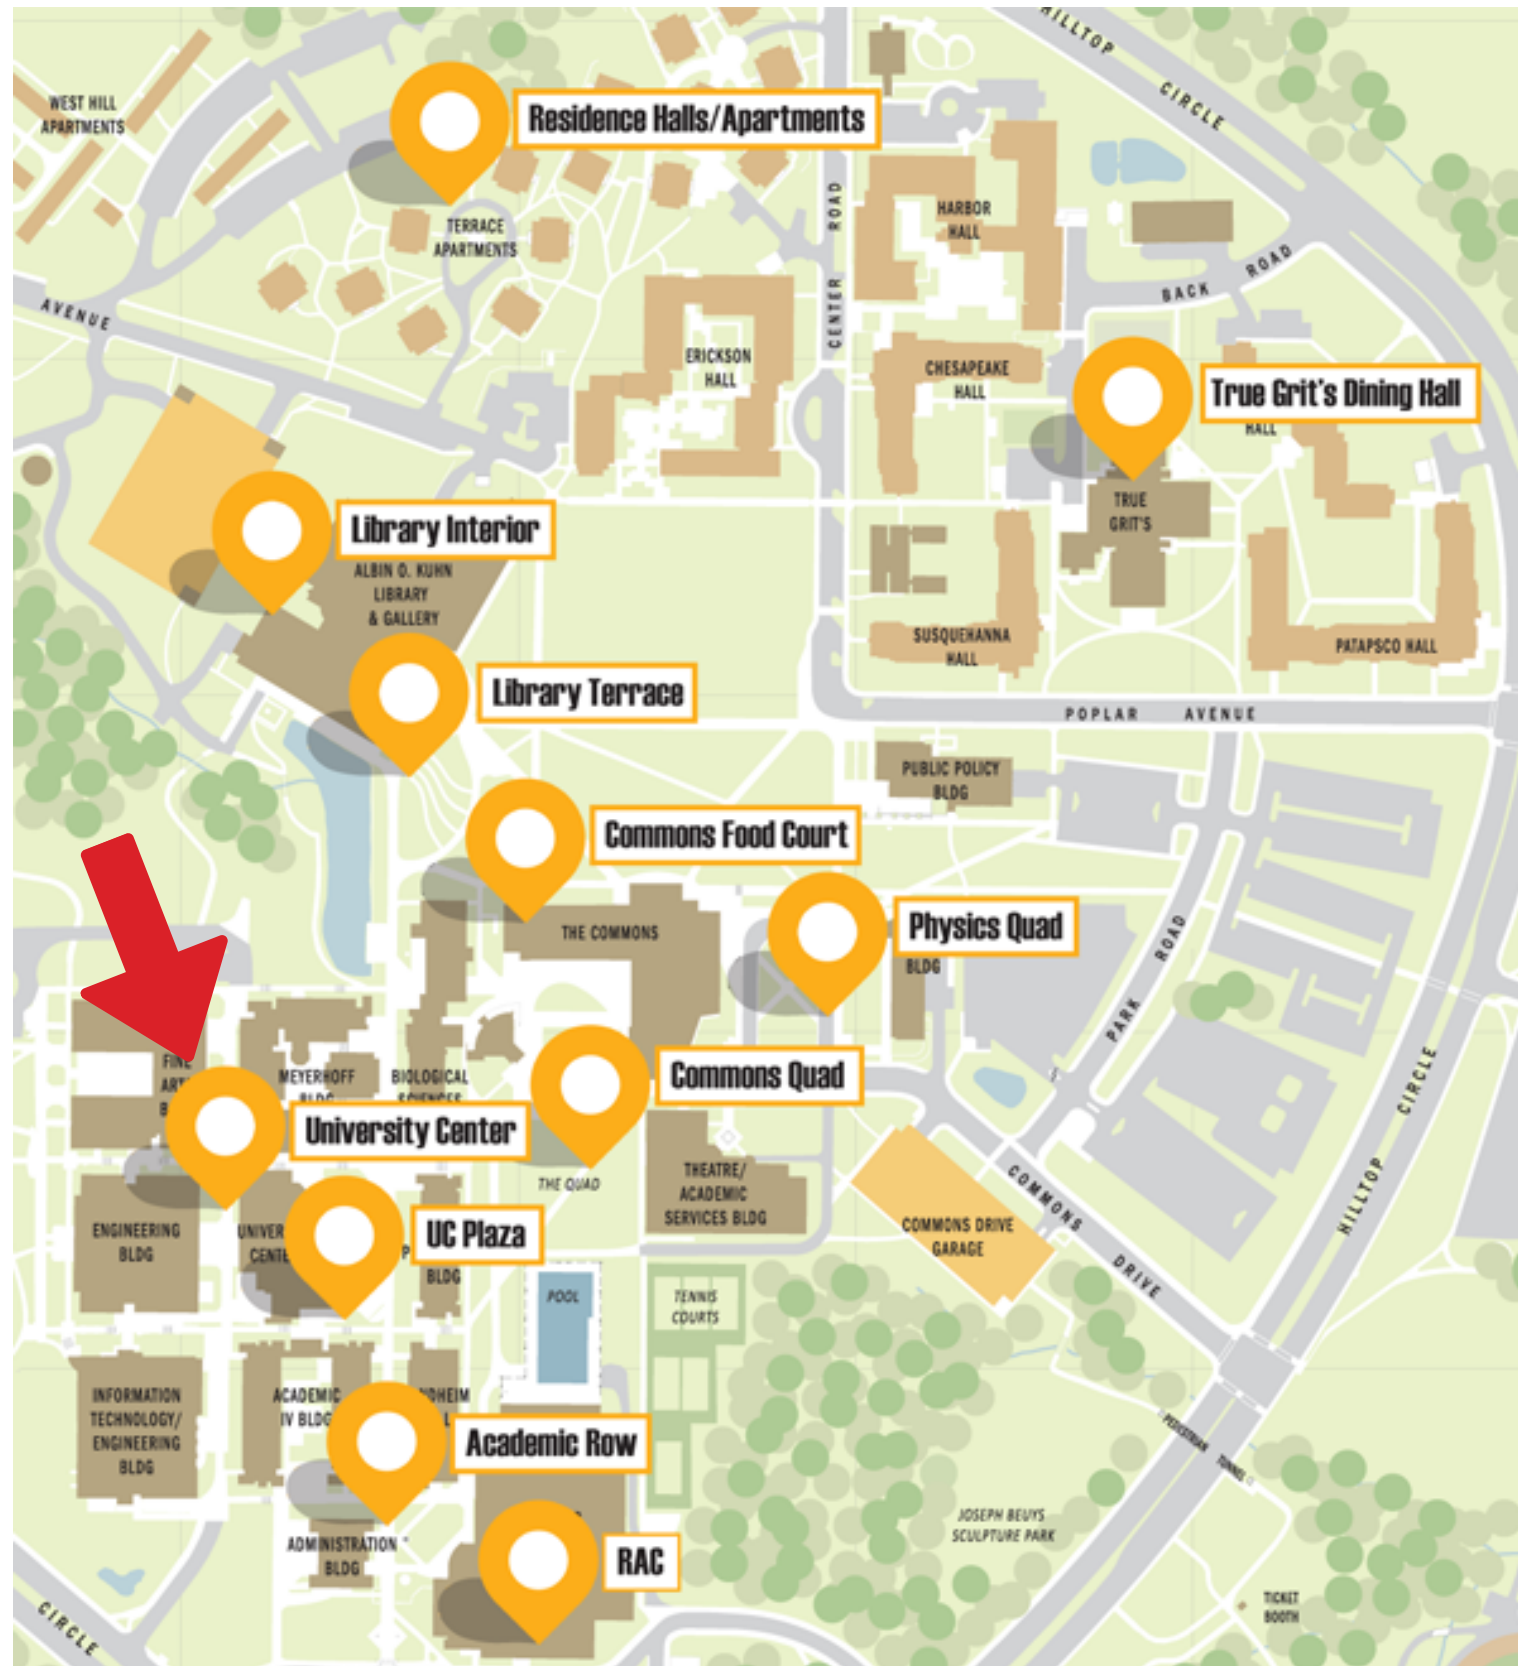 HILLTOP CIRCLE
WEST HILL
APARTMENTS
Residence Halls/Apartments
TERRACE
APARTMENTS
CENTER ROAD
HARBOR
HALL
BACK ROAD
AVENUE
ERICKSON
HALL
CHESAPEAKE
HALL
True Grit's Dining Hall
HALL
TRUE
GRIT'S
Library Interior
ALBIN O. KUHN
LIBRARY
& GALLERY
SUSQUEHANNA
HALL
PATAPSCO HALL
Library Terrace
POPLAR AVENUE
PUBLIC POLICY
BLDG
Commons Food Court
THE COMMONS
Physics Quad
BLDG
PARK ROAD
FINE
MEYERHOFF
BLDG
BIOLOGICAL
SCIENCES
Commons Quad
HILLTOP CIRCLE
University Center
THE QUAD
THEATRE/
ACADEMIC
SERVICES BLDG
COMMONS DRIVE
COMMONS DRIVE
GARAGE
ENGINEERING
BLDG
UC Plaza
BLDG
POOL
TENNIS
COURTS
INFORMATION
TECHNOLOGY/
ENGINEERING
BLDG
ACADEMIC
IV BLDG
Academic Row
PEDESTRIAN TUNNEL
JOSEPH BEUYS
SCULPTURE PARK
ADMINISTRATION
BLDG
RAC
TICKET
BOOTH
CIRCLE